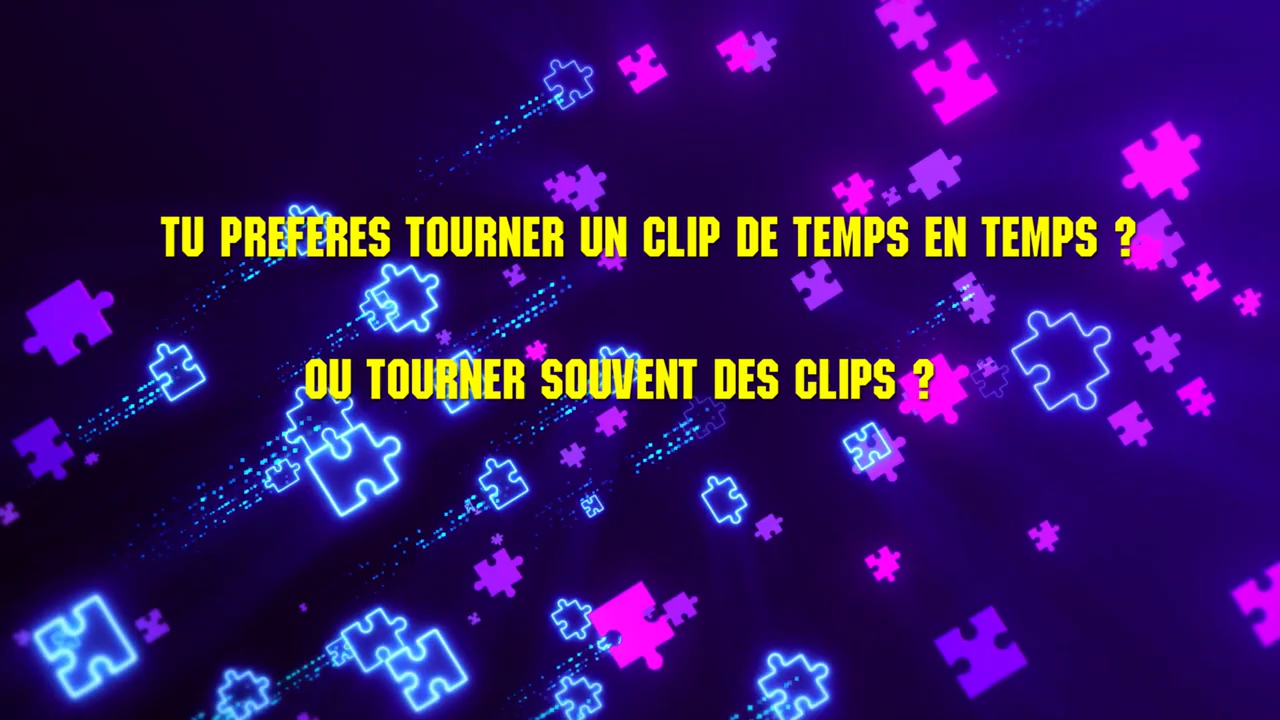 TU PREFERES TOURNER UN CLIP DE TEMPS EN TEMPS ?
OU TOURNER SOUVENT DES CLIPS ?